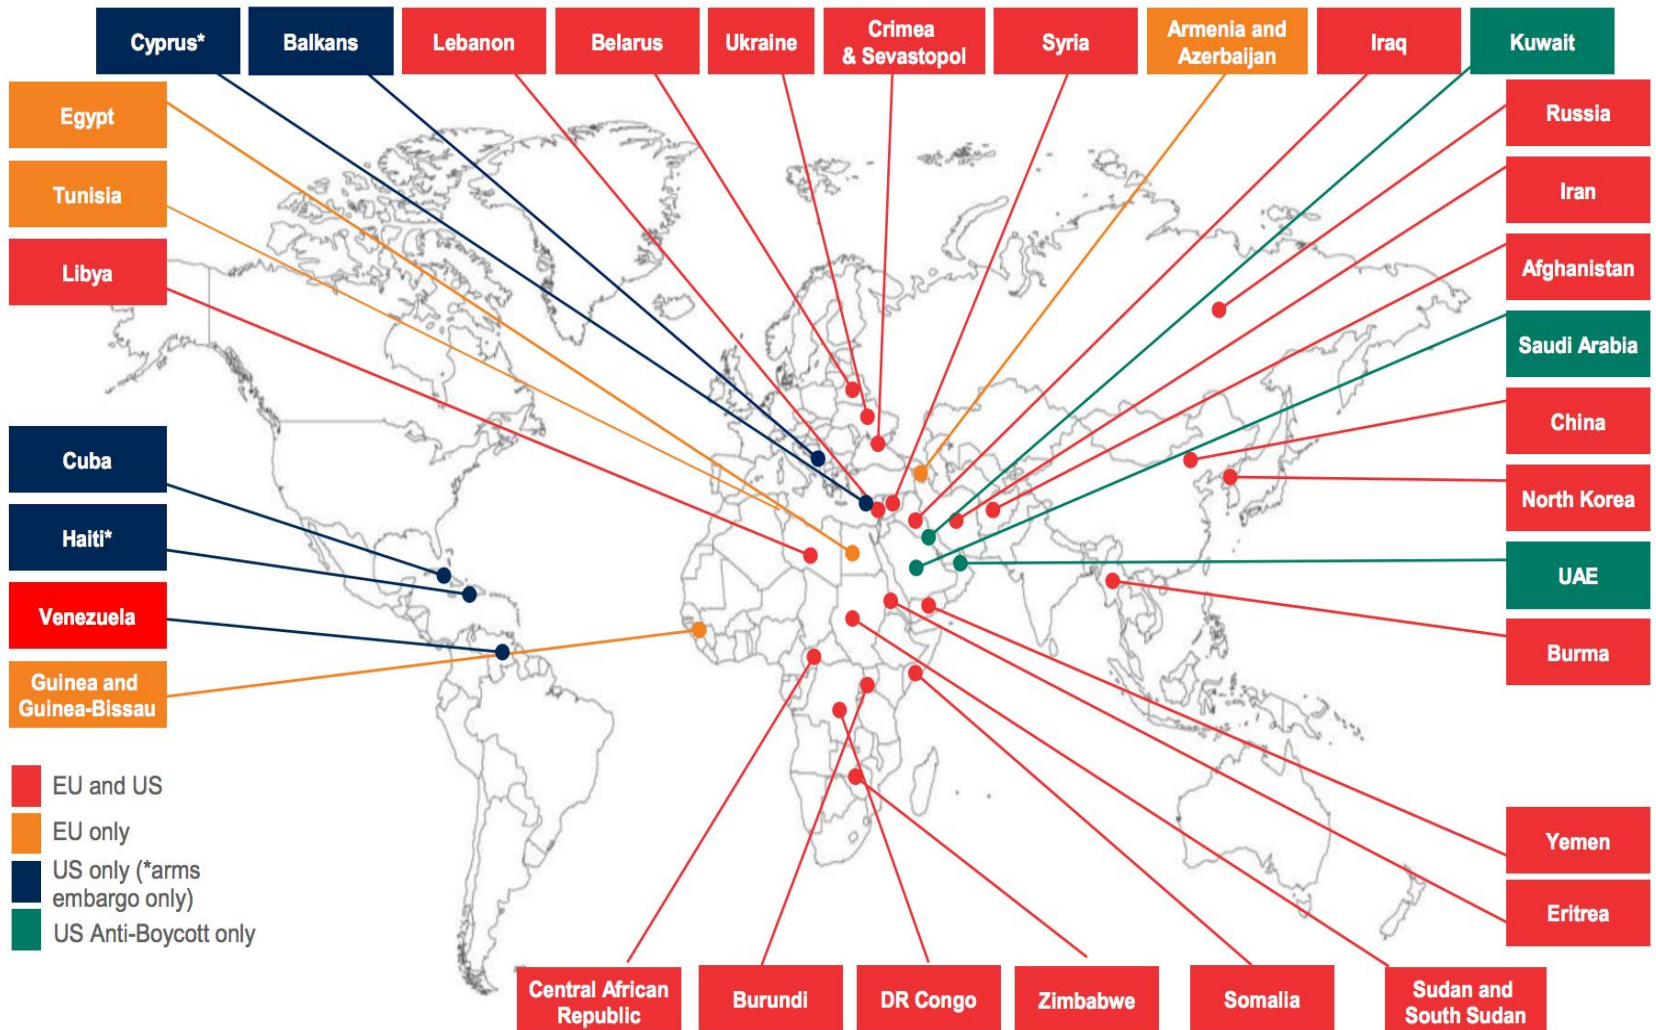 Cyprus*
Balkans
Lebanon
Belarus
Ukraine
Crimea
& Sevastopol
Syria
Armenia and
Azerbaijan
Iraq
Kuwait
Egypt
Tunisia
Libya
Russia
Iran
Afghanistan
Saudi Arabia
China
North Korea
UAE
Burma
Cuba
Haiti*
Venezuela
Guinea and
Guinea-Bissau
EU and US
EU only
US only (*arms
embargo only)
US Anti-Boycott only
Yemen
Eritrea
Central African
Republic
Burundi
DR Congo
Zimbabwe
Somalia
Sudan and
South Sudan